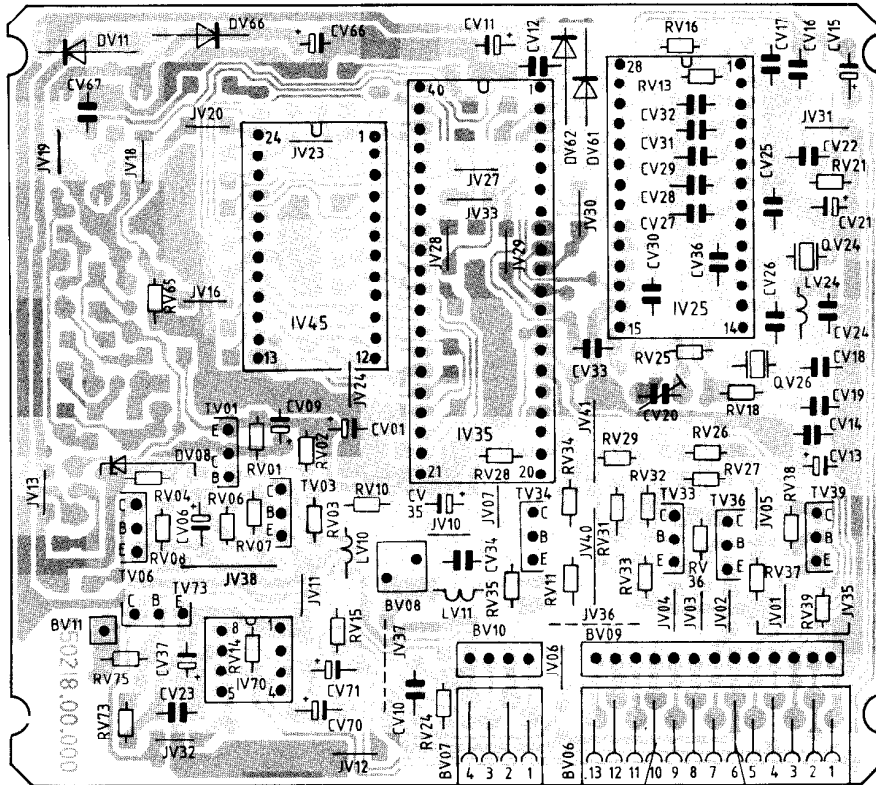 DV66
DV11
CV66
CV11
CV12
RV16
CV17
CV16
CV15
CV67
40
1
28
1
RV13
JV20
CV32
JV31
24
1
JV23
CV31
CV22
JV19
JV18
DV62
DV61
CV29
CV25
RV21
JV27
CV28
JV33
JV30
CV27
CV21
JV28
JV29
CV30
CV36
QV24
RV65
JV16
IV45
IV25
CV26
LV24
CV24
15
14
13
12
CV33
RV25
CV18
JV24
QV26
CV20
RV18
CV19
TV01
CV09
CV01
JV41
CV14
E
C
B
RV01
RV02
IV35
RV34
RV29
RV26
CV13
DV08
21
RV28
20
RV27
JV13
RV04
RV06
TV03
RV10
CV
35
JV07
TV34
RV32
TV33
TV36
JV05
RV38
TV39
C
B
E
CV06
RV07
C
B
E
RV03
JV10
C
B
E
RV31
C
B
E
C
B
E
C
B
E
RV08
LV10
CV34
JV40
RV
36
TV06
TV73
JV38
JV11
BV08
LV11
RV35
RV11
RV33
RV37
C B E
JV36
JV04
JV03
JV02
JV01
RV39
JV35
BV11
8
1
RV15
JV37
BV10
JV06
BV09
5028.00.000
RV75
CV37
RV14
IV70
5
4
CV71
CV10
RV24
CV23
CV70
RV73
JV32
JV12
BV07
4 3 2 1
BV06
13 12 11 10 9 8 7 6 5 4 3 2 1